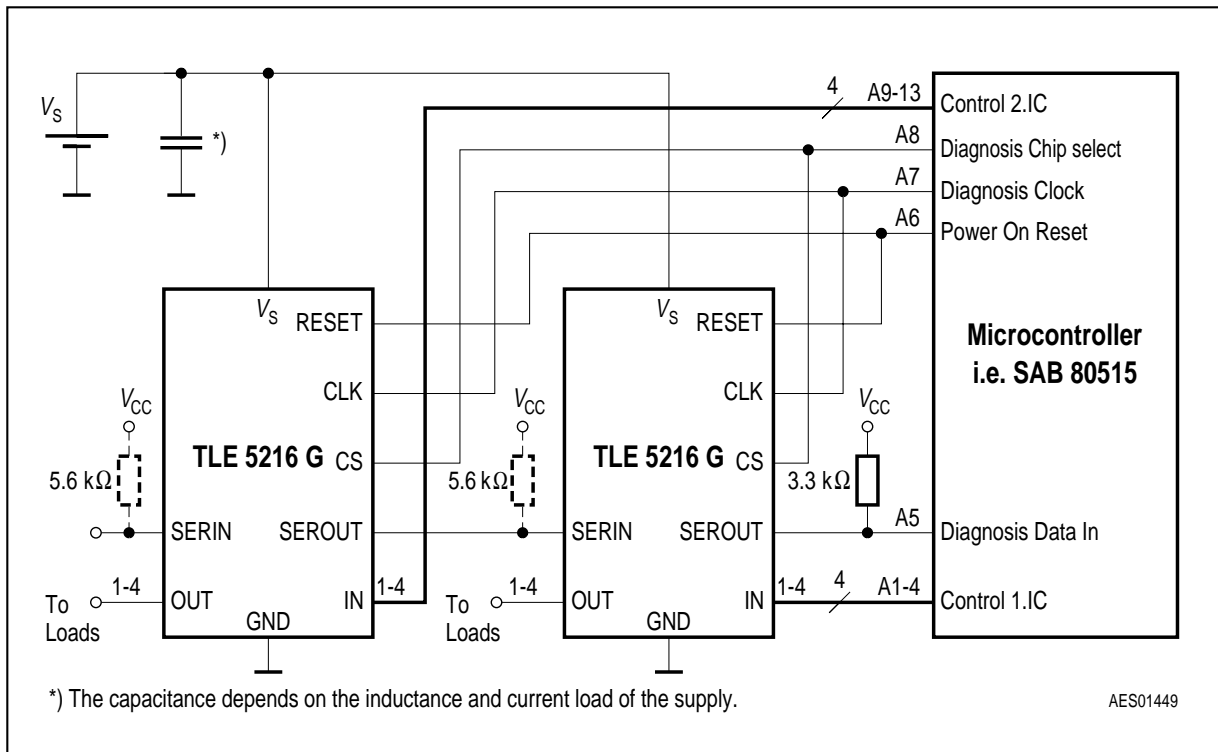 4 A9-13 Control 2.IC
V_S *) A8 Diagnosis Chip select
A7 Diagnosis Clock
A6 Power On Reset
V_S RESET V_S RESET
Microcontroller
i.e. SAB 80515
V_CC CLK V_CC CLK V_CC
TLE 5216 G CS TLE 5216 G CS
5.6 kΩ 5.6 kΩ 3.3 kΩ
SERIN SEROUT SERIN SEROUT A5 Diagnosis Data In
1-4 1-4 1-4 1-4 4 A1-4
To OUT IN To OUT IN Control 1.IC
Loads GND Loads GND
*) The capacitance depends on the inductance and current load of the supply. AES01449